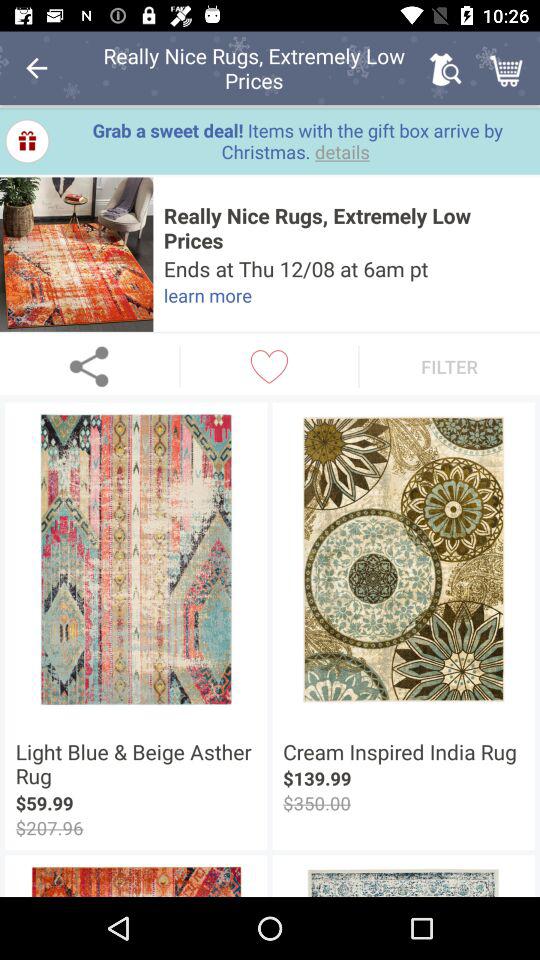 FAKE
N
10:26
Really Nice Rugs, Extremely Low
Prices
Grab a sweet deal! Items with the gift box arrive by
Christmas. details
Really Nice Rugs, Extremely Low
Prices
Ends at Thu 12/08 at 6am pt
learn more
FILTER
Light Blue & Beige Asther
Rug
$59.99
$207.96
Cream Inspired India Rug
$139.99
$350.00